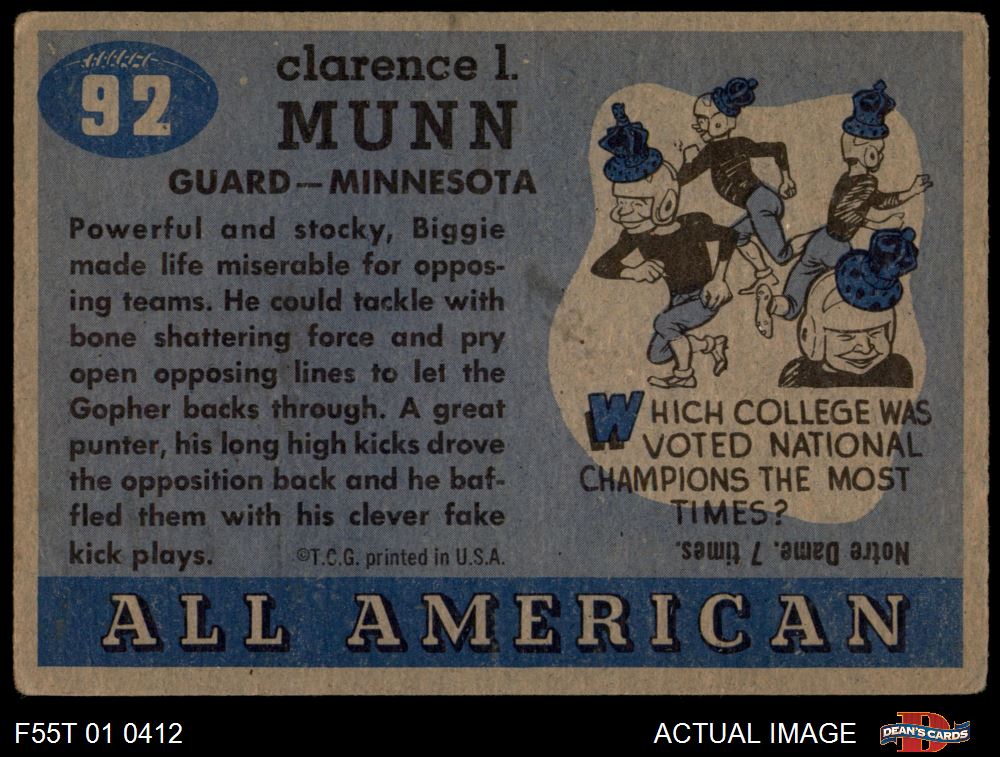 92
clarence l.
MUNN
GUARD—MINNESOTA
Powerful and stocky, Biggie
made life miserable for oppos-
ing teams. He could tackle with
bone shattering force and pry
open opposing lines to let the
Gopher backs through. A great
punter, his long high kicks drove
the opposition back and he baf-
fled them with his clever fake
kick plays.
©T.C.G. printed in U.S.A.
WHICH COLLEGE WAS
VOTED NATIONAL
CHAMPIONS THE MOST
TIMES?
Notre Dame. 7 times.
ALL AMERICAN
F55T 01 0412
ACTUAL IMAGE
DEAN'S CARDS